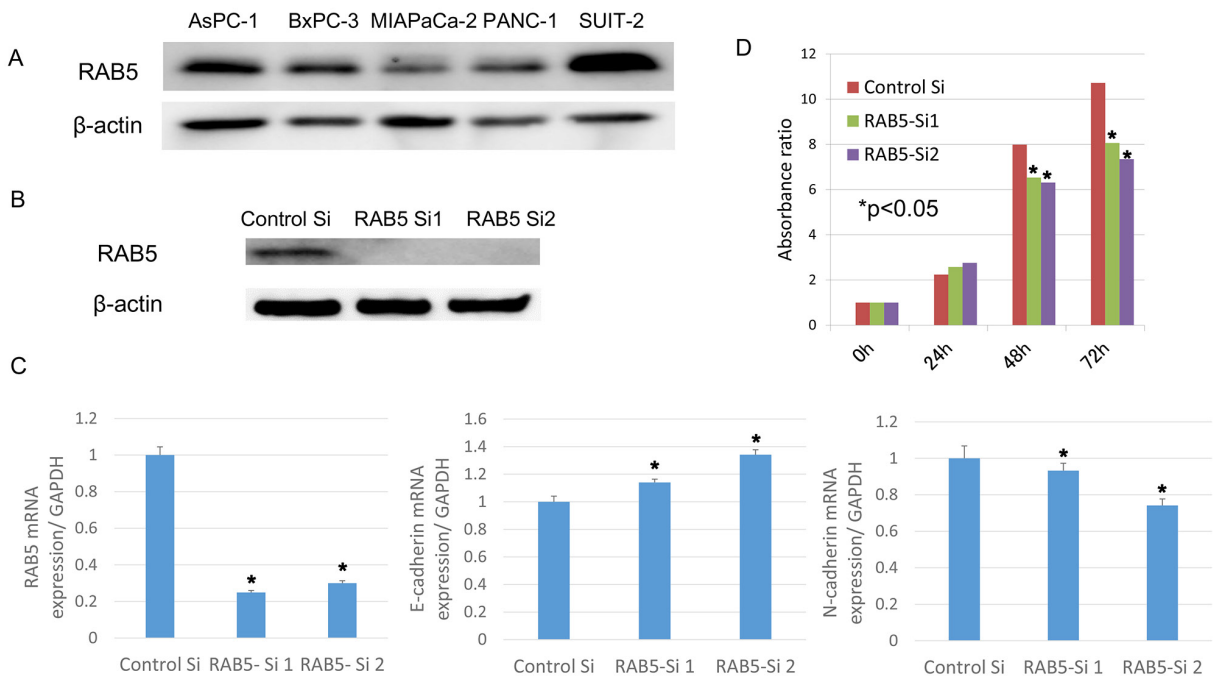 A
AsPC-1 BxPC-3 MIAPaCa-2 PANC-1 SUIT-2
RAB5
β-actin
B
Control Si RAB5 Si1 RAB5 Si2
RAB5
β-actin
D
Absorbance ratio
12
10
8
6
4
2
0
Control Si
RAB5-Si1
RAB5-Si2
*p<0.05
* *
* *
0h 24h 48h 72h
C
RAB5 mRNA
expression/ GAPDH
1.2
1
0.8
0.6
0.4
0.2
0
* *
Control Si RAB5- Si 1 RAB5- Si 2
E-cadherin mRNA
expression/ GAPDH
1.6
1.4
1.2
1
0.8
0.6
0.4
0.2
0
* *
Control Si RAB5-Si 1 RAB5-Si 2
N-cadherin mRNA
expression/ GAPDH
1.2
1
0.8
0.6
0.4
0.2
0
* *
Control Si RAB5-Si 1 RAB5-Si 2